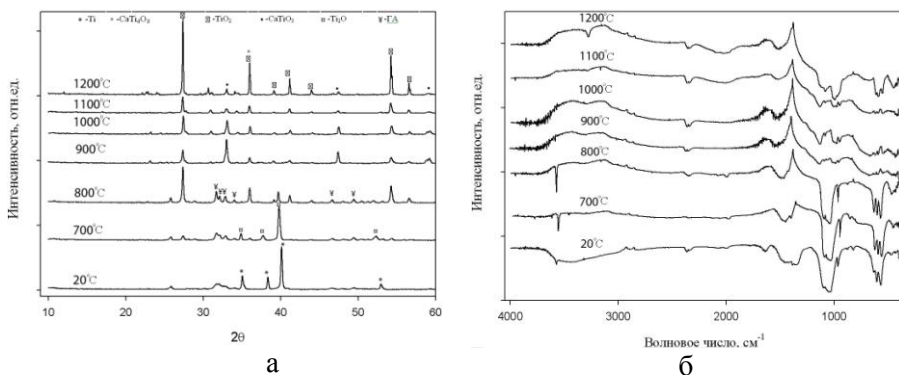 -Ti -CaTi₄O₉ -TiO₂ -CaTiO₃ -Ti₃O ¥-ГА
1200°C
1100°C
1000°C
900°C
800°C
700°C
20°C
Интенсивность, отн.ед.
10 20 30 40 50 60
2θ
а
1200°C
1100°C
1000°C
900°C
800°C
700°C
20°C
Интенсивность, отн.ед.
4000 3000 2000 1000
Волновое число, см⁻¹
б